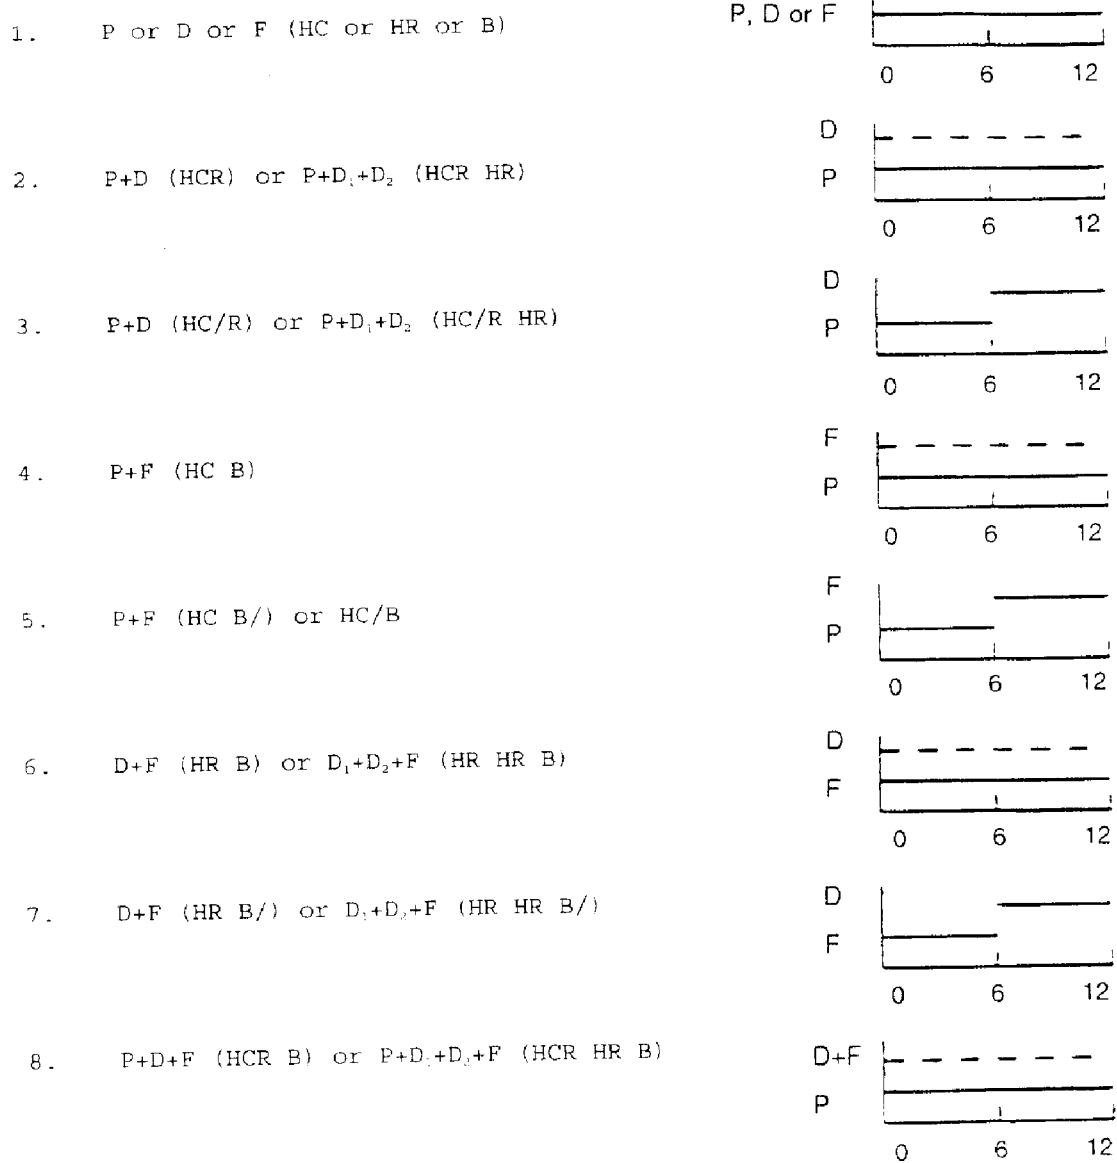 1. P or D or F (HC or HR or B)
P, D or F
0 6 12
2. P+D (HCR) or P+D₁+D₂ (HCR HR)
D
P
0 6 12
3. P+D (HC/R) or P+D₁+D₂ (HC/R HR)
D
P
0 6 12
4. P+F (HC B)
F
P
0 6 12
5. P+F (HC B/) or HC/B
F
P
0 6 12
6. D+F (HR B) or D₁+D₂+F (HR HR B)
D
F
0 6 12
7. D+F (HR B/) or D₁+D₂+F (HR HR B/)
D
F
0 6 12
8. P+D+F (HCR B) or P+D₁+D₂+F (HCR HR B)
D+F
P
0 6 12